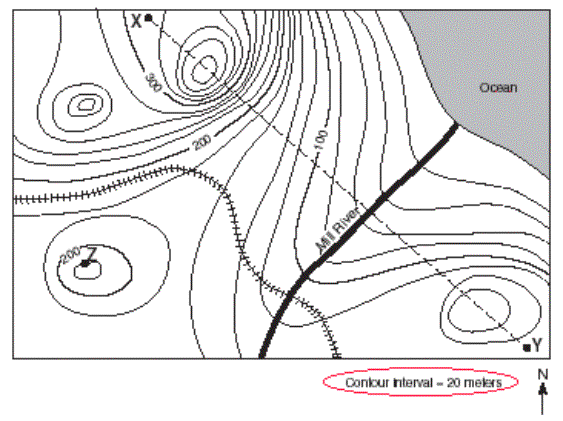 X
Ocean
300
200
100
Mill River
200
Z
Y
N
Contour Interval = 20 meters